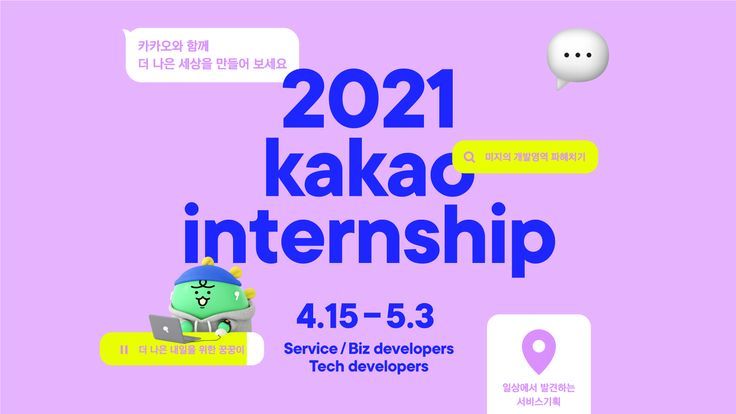 카카오와 함께
더 나은 세상을 만들어 보세요
2021
kakao
미지의 개발영역 파헤치기
internship
4.15 – 5.3
더 나은 내일을 위한 꿍꿍이
Service / Biz developers
Tech developers
일상에서 발견하는
서비스기획